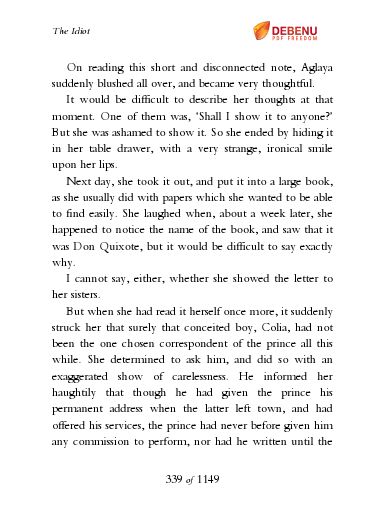 The Idiot
DEBENU
PDF FREEDOM
On reading this short and disconnected note, Aglaya
suddenly blushed all over, and became very thoughtful.
It would be difficult to describe her thoughts at that
moment. One of them was, ‘Shall I show it to anyone?’
But she was ashamed to show it. So she ended by hiding it
in her table drawer, with a very strange, ironical smile
upon her lips.
Next day, she took it out, and put it into a large book,
as she usually did with papers which she wanted to be able
to find easily. She laughed when, about a week later, she
happened to notice the name of the book, and saw that it
was Don Quixote, but it would be difficult to say exactly
why.
I cannot say, either, whether she showed the letter to
her sisters.
But when she had read it herself once more, it suddenly
struck her that surely that conceited boy, Colia, had not
been the one chosen correspondent of the prince all this
while. She determined to ask him, and did so with an
exaggerated show of carelessness. He informed her
haughtily that though he had given the prince his
permanent address when the latter left town, and had
offered his services, the prince had never before given him
any commission to perform, nor had he written until the
339 of 1149